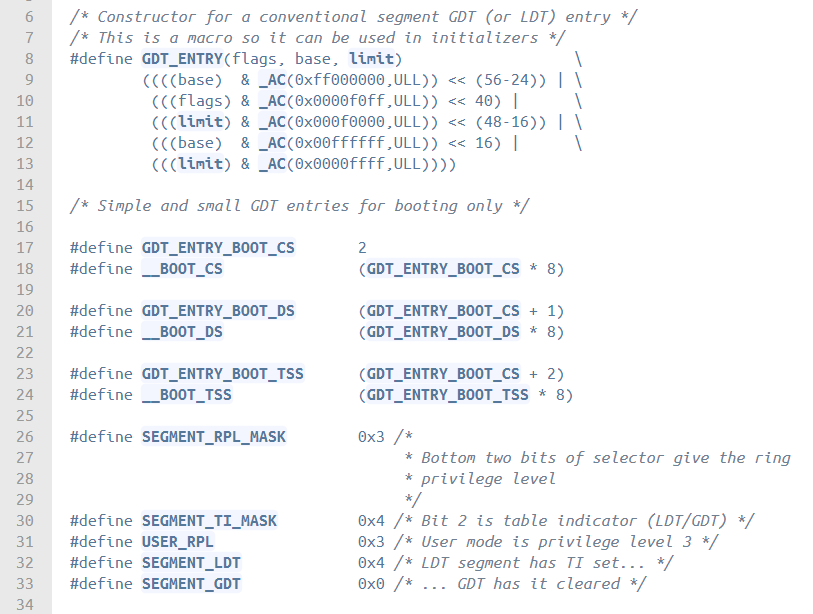 6 /* Constructor for a conventional segment GDT (or LDT) entry */
7 /* This is a macro so it can be used in initializers */
8 #define GDT_ENTRY(flags, base, limit) \
9 ((((base) & _AC(0xff000000,ULL)) << (56-24)) | \
10 (((flags) & _AC(0x0000f0ff,ULL)) << 40) | \
11 (((limit) & _AC(0x000f0000,ULL)) << (48-16)) | \
12 (((base) & _AC(0x00ffffff,ULL)) << 16) | \
13 (((limit) & _AC(0x0000ffff,ULL))))
14
15 /* Simple and small GDT entries for booting only */
16
17 #define GDT_ENTRY_BOOT_CS 2
18 #define __BOOT_CS (GDT_ENTRY_BOOT_CS * 8)
19
20 #define GDT_ENTRY_BOOT_DS (GDT_ENTRY_BOOT_CS + 1)
21 #define __BOOT_DS (GDT_ENTRY_BOOT_DS * 8)
22
23 #define GDT_ENTRY_BOOT_TSS (GDT_ENTRY_BOOT_CS + 2)
24 #define __BOOT_TSS (GDT_ENTRY_BOOT_TSS * 8)
25
26 #define SEGMENT_RPL_MASK 0x3 /*
27 * Bottom two bits of selector give the ring
28 * privilege level
29 */
30 #define SEGMENT_TI_MASK 0x4 /* Bit 2 is table indicator (LDT/GDT) */
31 #define USER_RPL 0x3 /* User mode is privilege level 3 */
32 #define SEGMENT_LDT 0x4 /* LDT segment has TI set... */
33 #define SEGMENT_GDT 0x0 /* ... GDT has it cleared */
34